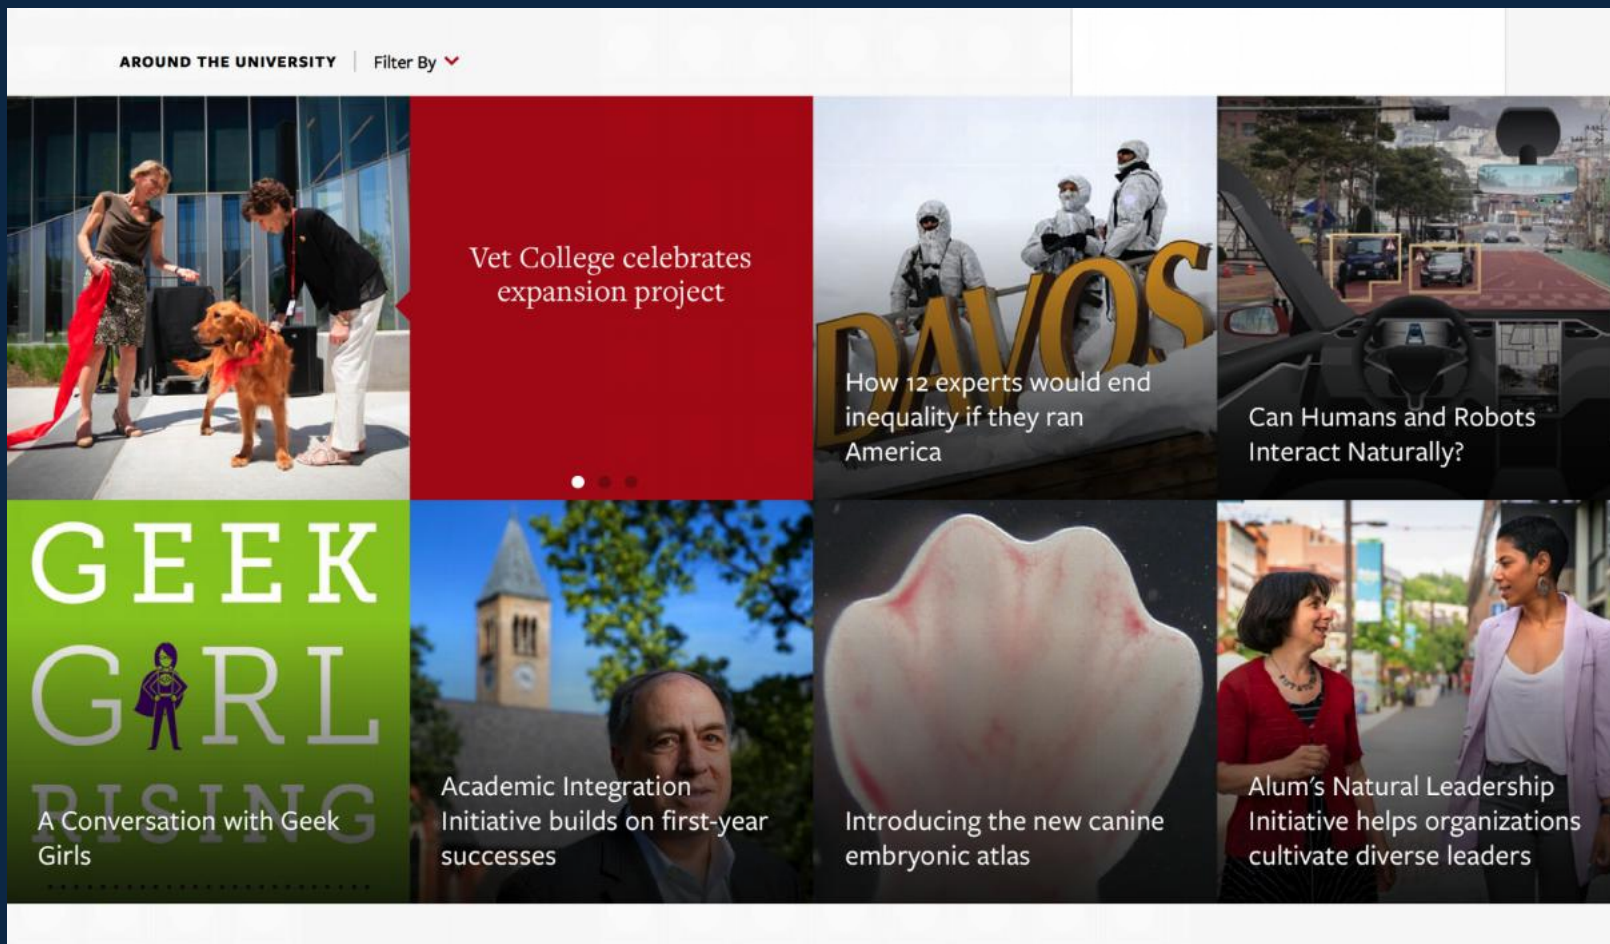 AROUND THE UNIVERSITY
Filter By
Vet College celebrates
expansion project
DAVOS
How 12 experts would end
inequality if they ran
America
Can Humans and Robots
Interact Naturally?
GEEK
GIRL
RISING
A Conversation with Geek
Girls
Academic Integration
Initiative builds on first-year
successes
Introducing the new canine
embryonic atlas
Alum's Natural Leadership
Initiative helps organizations
cultivate diverse leaders